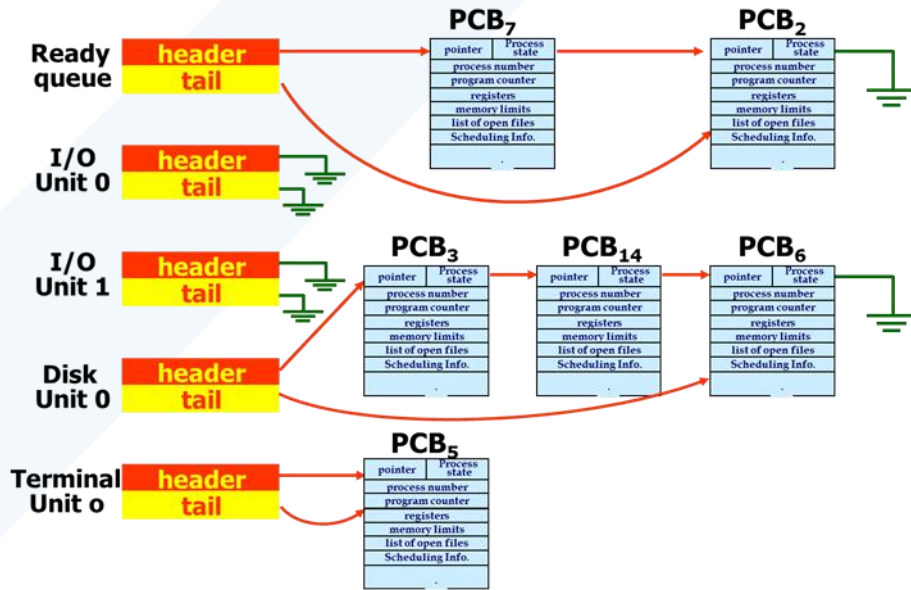 PCB7
PCB2
Ready queue
header
tail
pointer
Process state
process number
program counter
registers
memory limits
list of open files
Scheduling Info.
.
pointer
Process state
process number
program counter
registers
memory limits
list of open files
Scheduling Info.
.
I/O Unit 0
header
tail
I/O Unit 1
header
tail
PCB3
PCB14
PCB6
pointer
Process state
process number
program counter
registers
memory limits
list of open files
Scheduling Info.
.
pointer
Process state
process number
program counter
registers
memory limits
list of open files
Scheduling Info.
.
pointer
Process state
process number
program counter
registers
memory limits
list of open files
Scheduling Info.
.
Disk Unit 0
header
tail
PCB5
Terminal Unit o
header
tail
pointer
Process state
process number
program counter
registers
memory limits
list of open files
Scheduling Info.
.